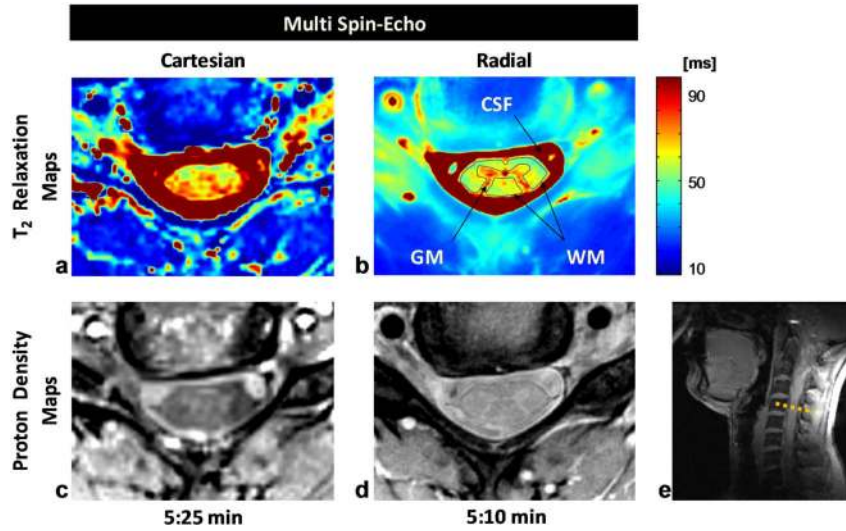 Multi Spin-Echo
Cartesian
Radial
[ms]
T2 Relaxation
Maps
CSF
90
50
10
a
b
GM
WM
Proton Density
Maps
c
d
e
5:25 min
5:10 min